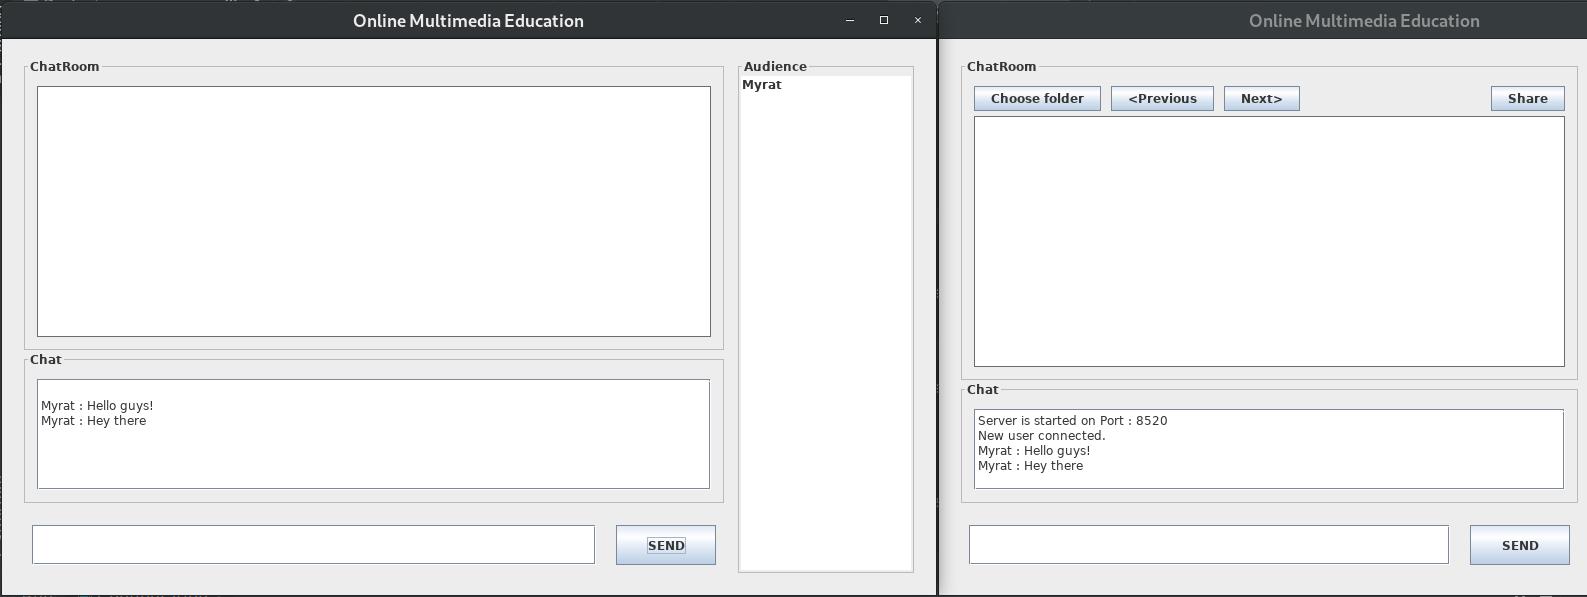 Online Multimedia Education
ChatRoom
Audience
Myrat
Chat
Myrat : Hello guys!
Myrat : Hey there
SEND
Online Multimedia Education
ChatRoom
Choose folder
<Previous
Next>
Share
Chat
Server is started on Port : 8520
New user connected.
Myrat : Hello guys!
Myrat : Hey there
SEND